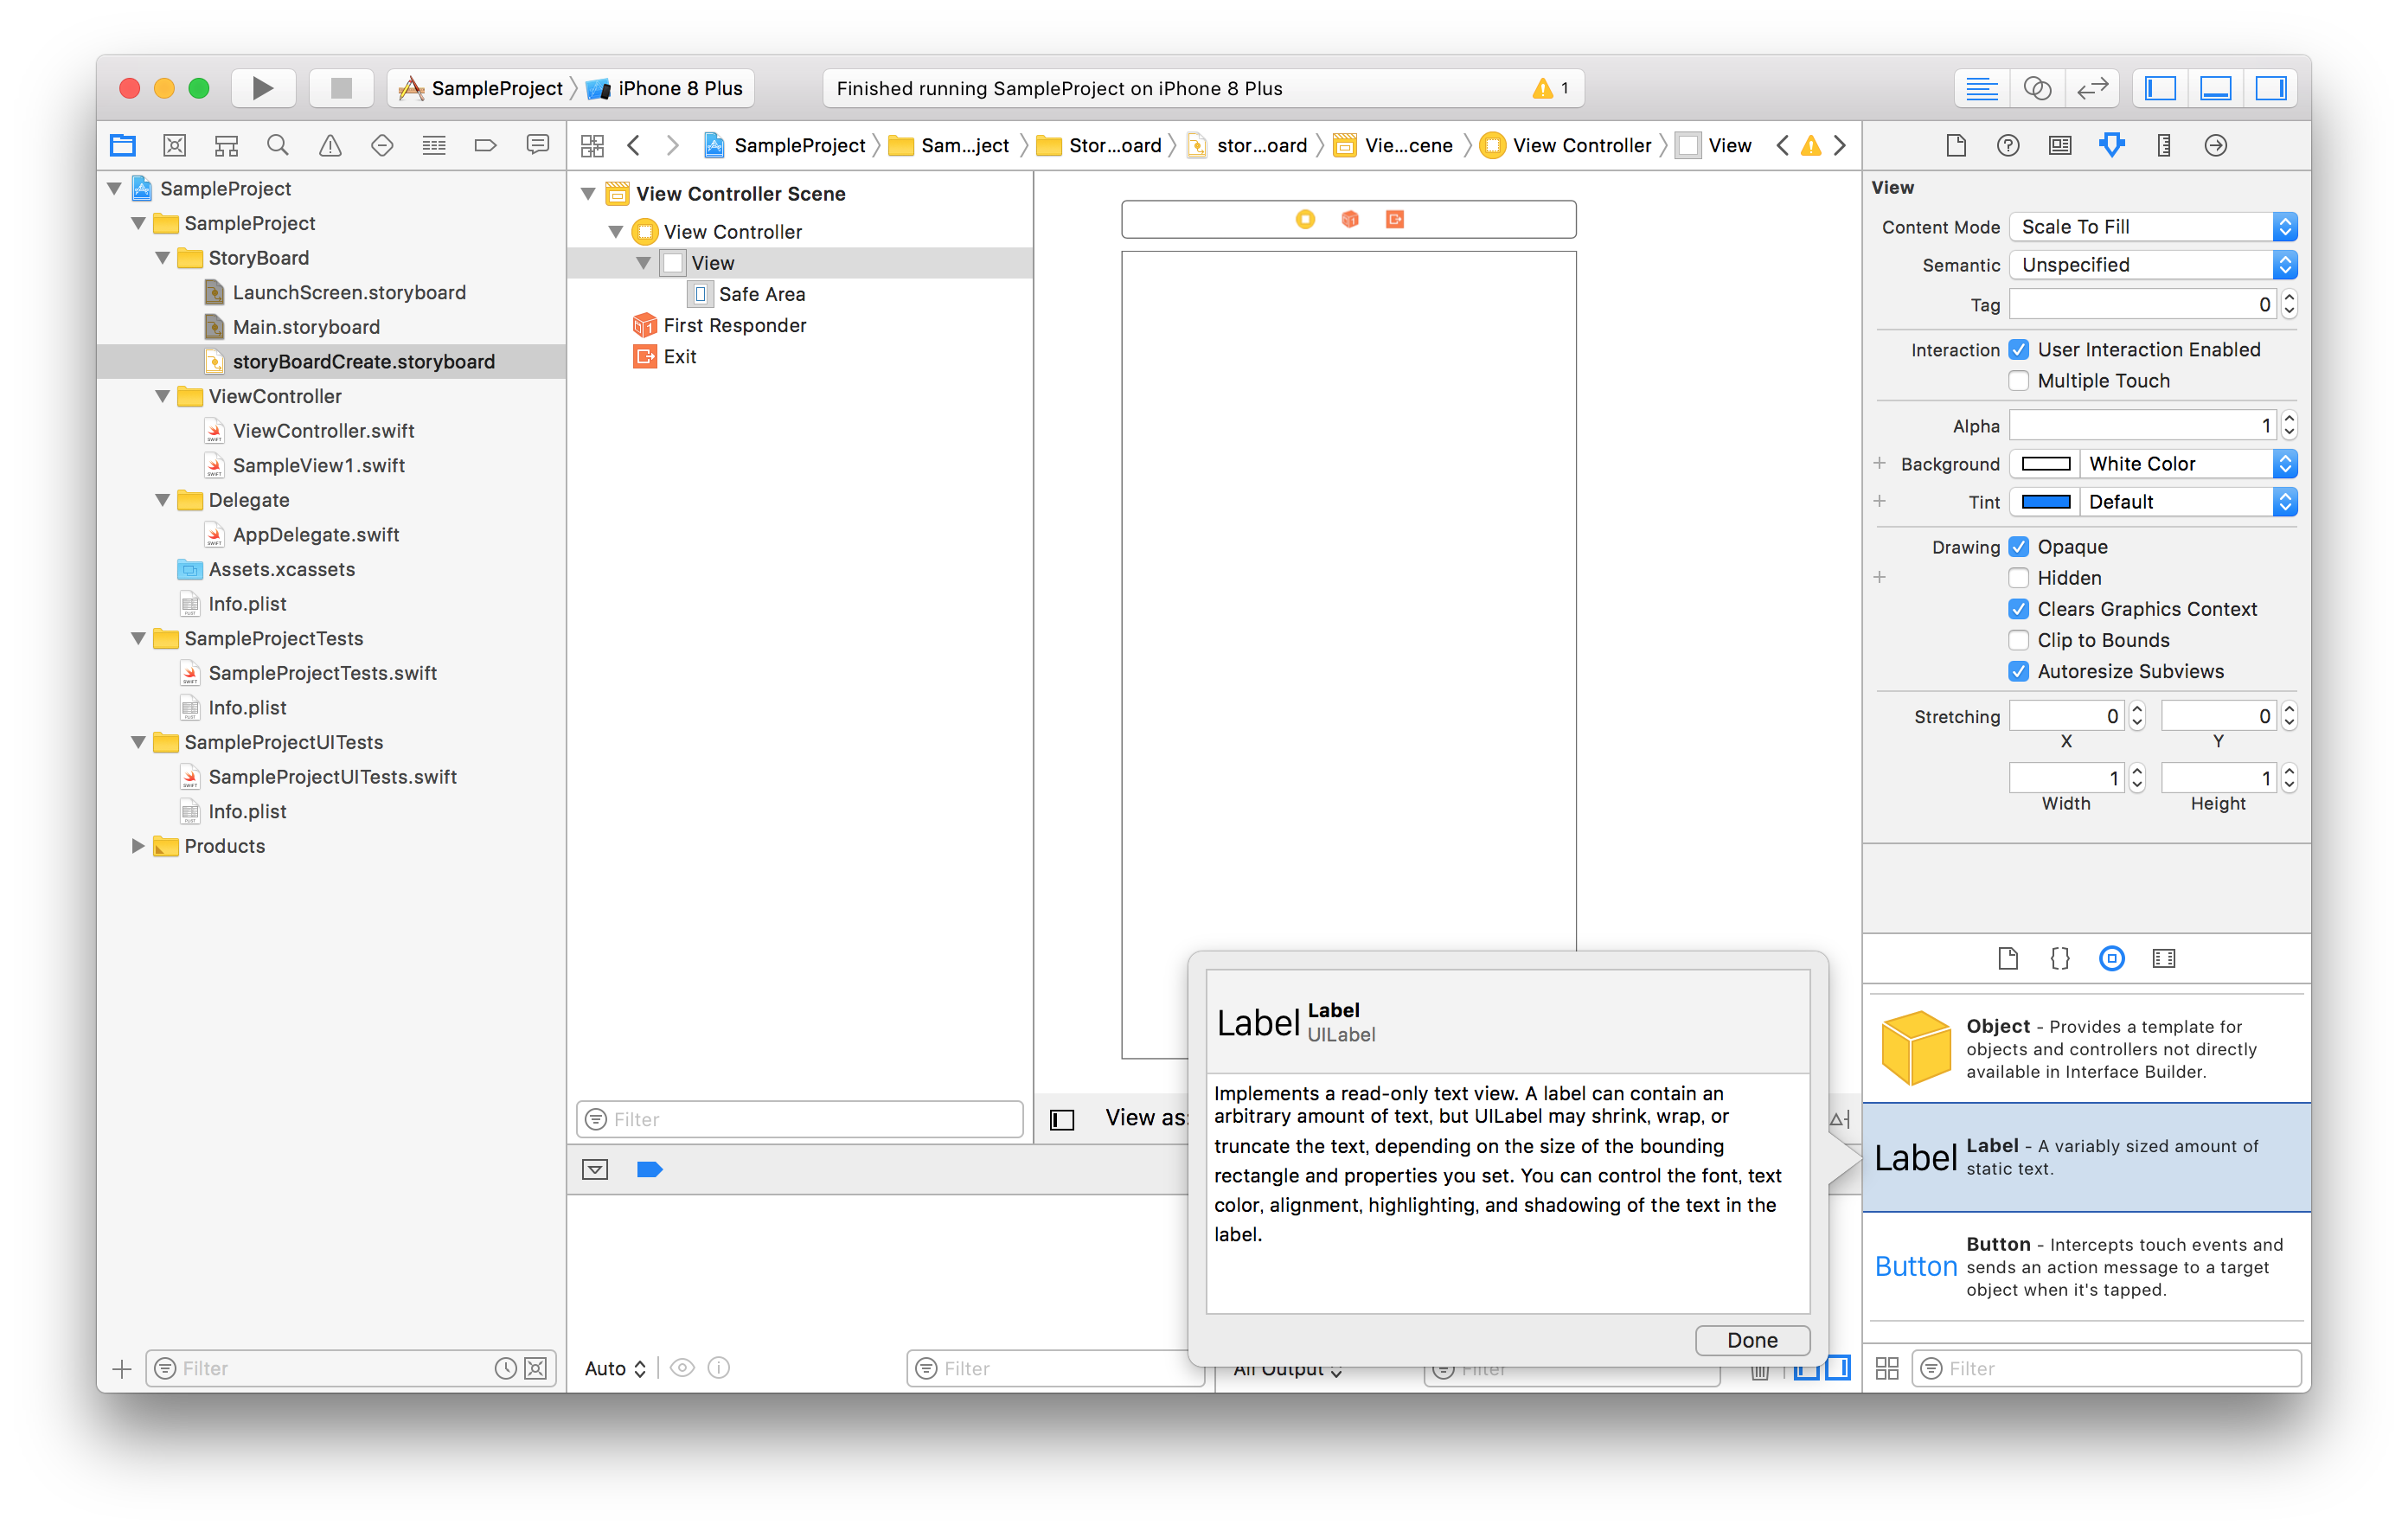 SampleProject
iPhone 8 Plus
Finished running SampleProject on iPhone 8 Plus
1
SampleProject
Sam...ject
Stor...oard
stor...oard
Vie...cene
View Controller
View
SampleProject
SampleProject
StoryBoard
LaunchScreen.storyboard
Main.storyboard
storyBoardCreate.storyboard
ViewController
ViewController.swift
SampleView1.swift
Delegate
AppDelegate.swift
Assets.xcassets
Info.plist
SampleProjectTests
SampleProjectTests.swift
Info.plist
SampleProjectUITests
SampleProjectUITests.swift
Info.plist
Products
Filter
View Controller Scene
View Controller
View
Safe Area
First Responder
Exit
Filter
View as:
Auto
Filter
All Output
Filter
Label
Label
UILabel
Implements a read-only text view. A label can contain an
arbitrary amount of text, but UILabel may shrink, wrap, or
truncate the text, depending on the size of the bounding
rectangle and properties you set. You can control the font, text
color, alignment, highlighting, and shadowing of the text in the
label.
Done
View
Content Mode Scale To Fill
Semantic Unspecified
Tag 0
Interaction User Interaction Enabled
Multiple Touch
Alpha 1
Background White Color
Tint Default
Drawing Opaque
Hidden
Clears Graphics Context
Clip to Bounds
Autoresize Subviews
Stretching 0 0
X Y
1 1
Width Height
Object - Provides a template for
objects and controllers not directly
available in Interface Builder.
Label
Label - A variably sized amount of
static text.
Button
Button - Intercepts touch events and
sends an action message to a target
object when it's tapped.
Filter